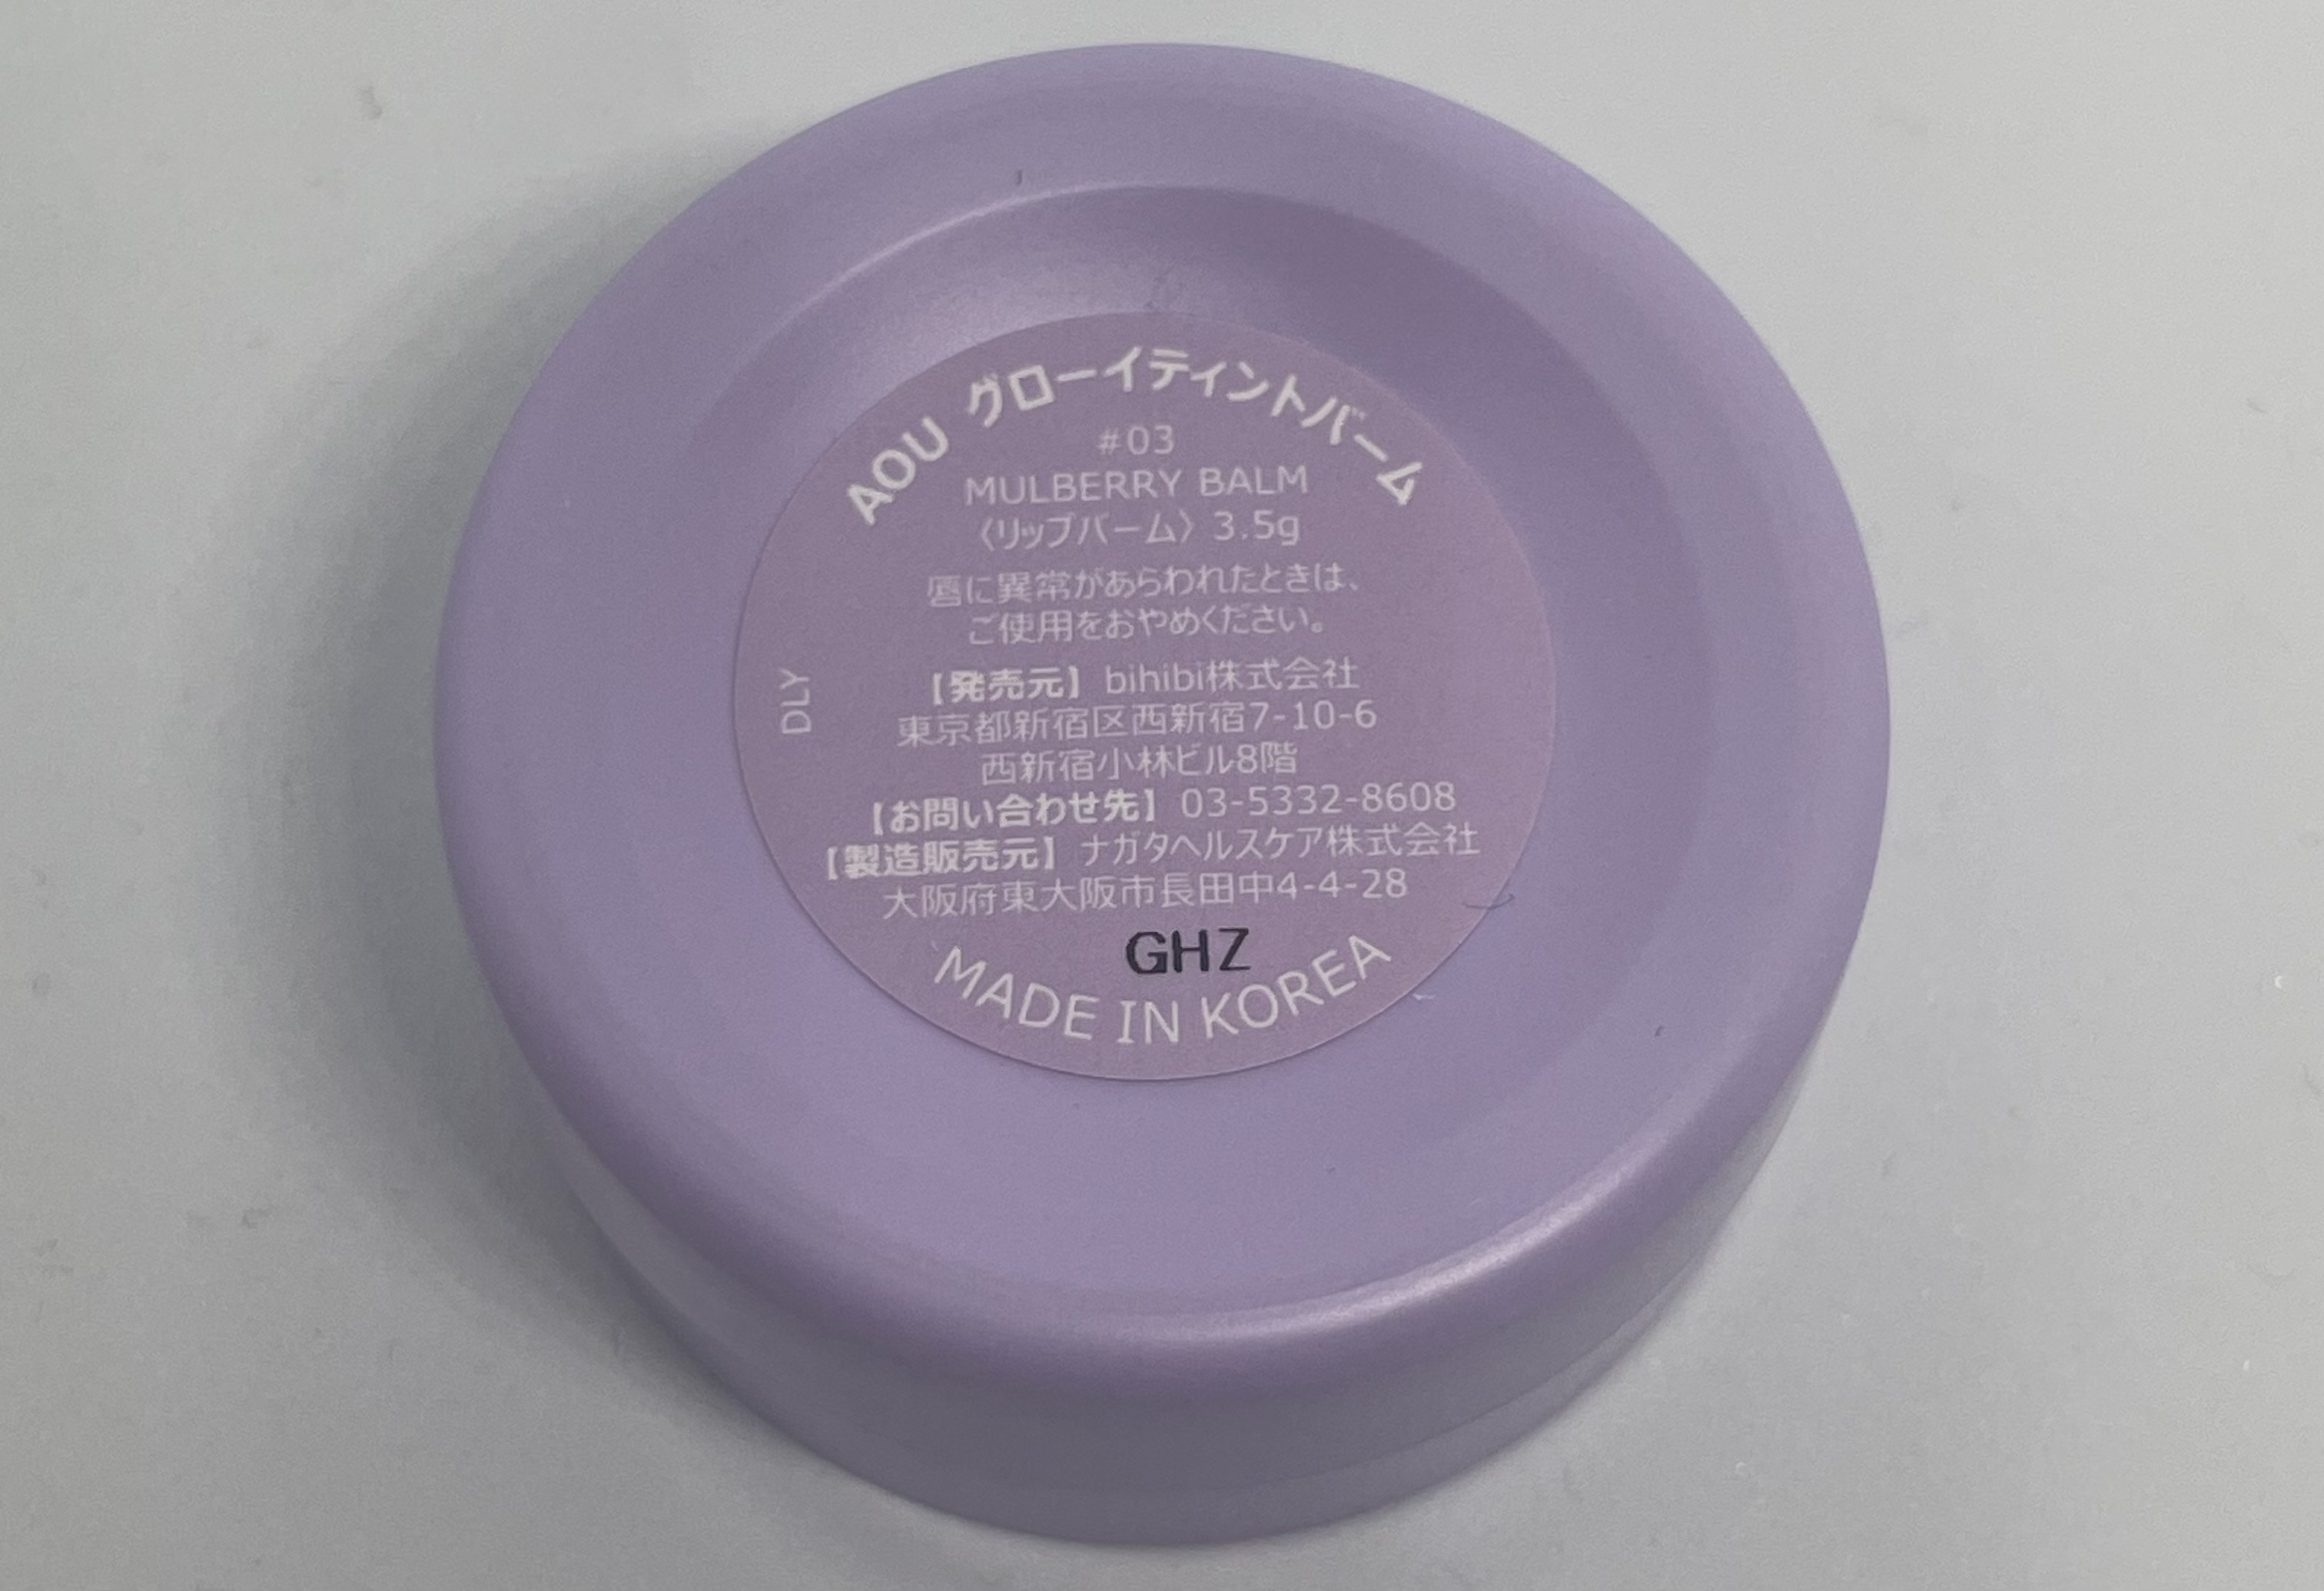 AOU グローイティントバーム
#03
MULBERRY BALM
〈リップバーム〉3.5g
唇に異常があらわれたときは、
ご使用をおやめください。
【発売元】bihibi株式会社
東京都新宿区西新宿7-10-6
西新宿小林ビル8階
【お問い合わせ先】03-5332-8608
【製造販売元】ナガタヘルスケア株式会社
大阪府東大阪市長田中4-4-28
DLY
GHZ
MADE IN KOREA